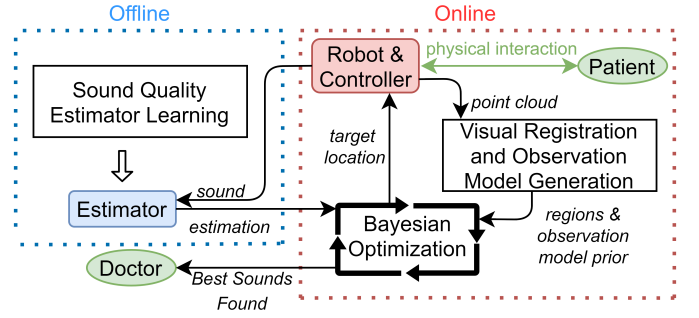 Offline
Online
Sound Quality
Estimator Learning
Robot &
Controller
physical interaction
Patient
point cloud
target
location
Visual Registration
and Observation
Model Generation
sound
Estimator
estimation
Bayesian
Optimization
regions &
observation
model prior
Doctor
Best Sounds
Found